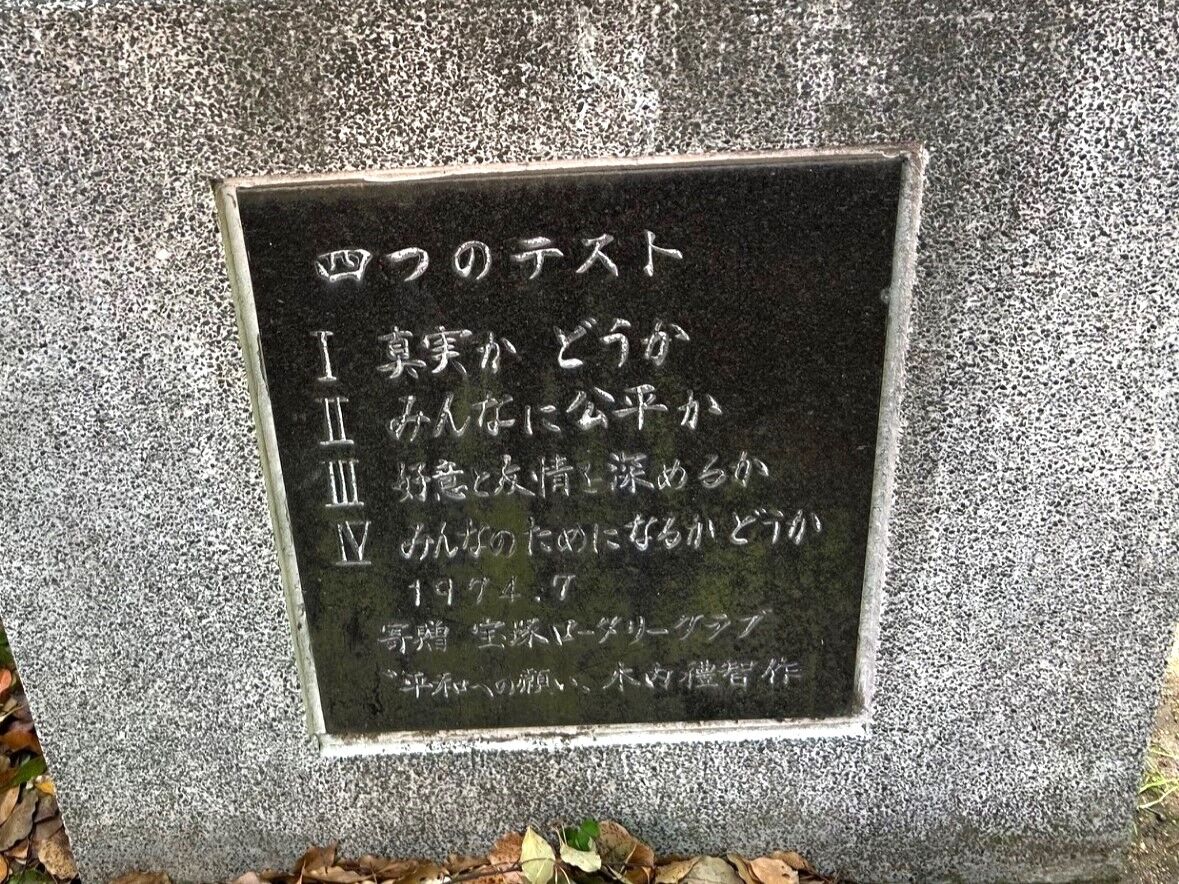 四つのテスト
I 真実か どうか
II みんなに公平か
III 好意と友情を深めるか
IV みんなのためになるかどうか
1974.7
寄贈 宝塚ロータリークラブ
"平和への願い、木内禮智作